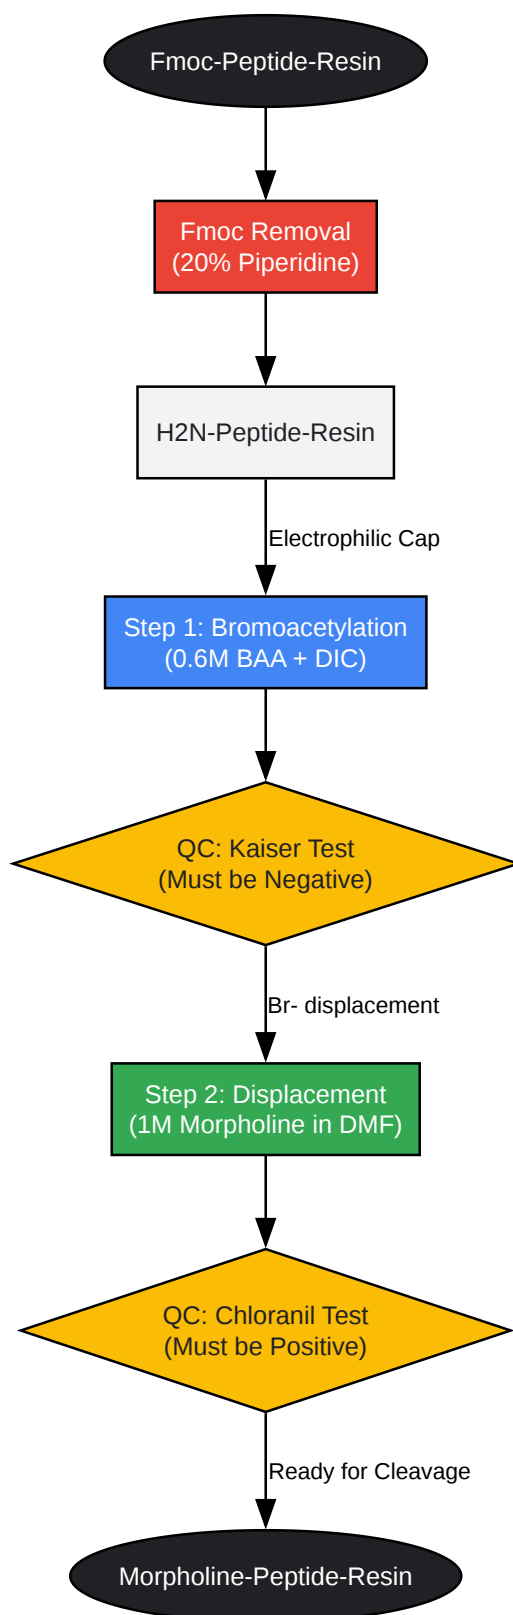 Fmoc-Peptide-Resin
Fmoc Removal
(20% Piperidine)
H2N-Peptide-Resin
Electrophilic Cap
Step 1: Bromoacetylation
(0.6M BAA + DIC)
QC: Kaiser Test
(Must be Negative)
Br- displacement
Step 2: Displacement
(1M Morpholine in DMF)
QC: Chloranil Test
(Must be Positive)
Ready for Cleavage
Morpholine-Peptide-Resin